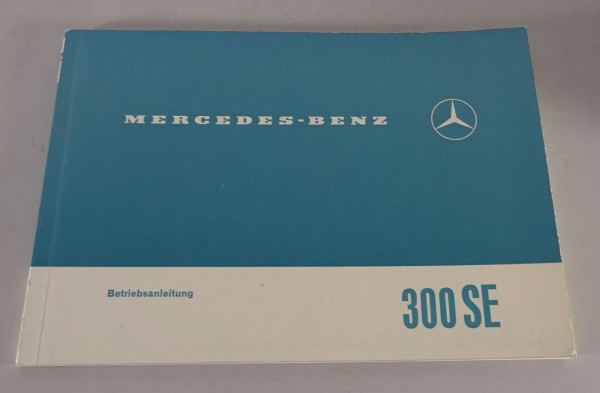 MERCEDES-BENZ
Betriebsanleitung
300 SE